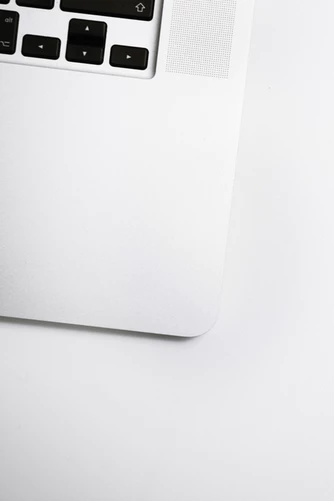 ⇧
alt
⌥
◀ ▲ ▼ ▶